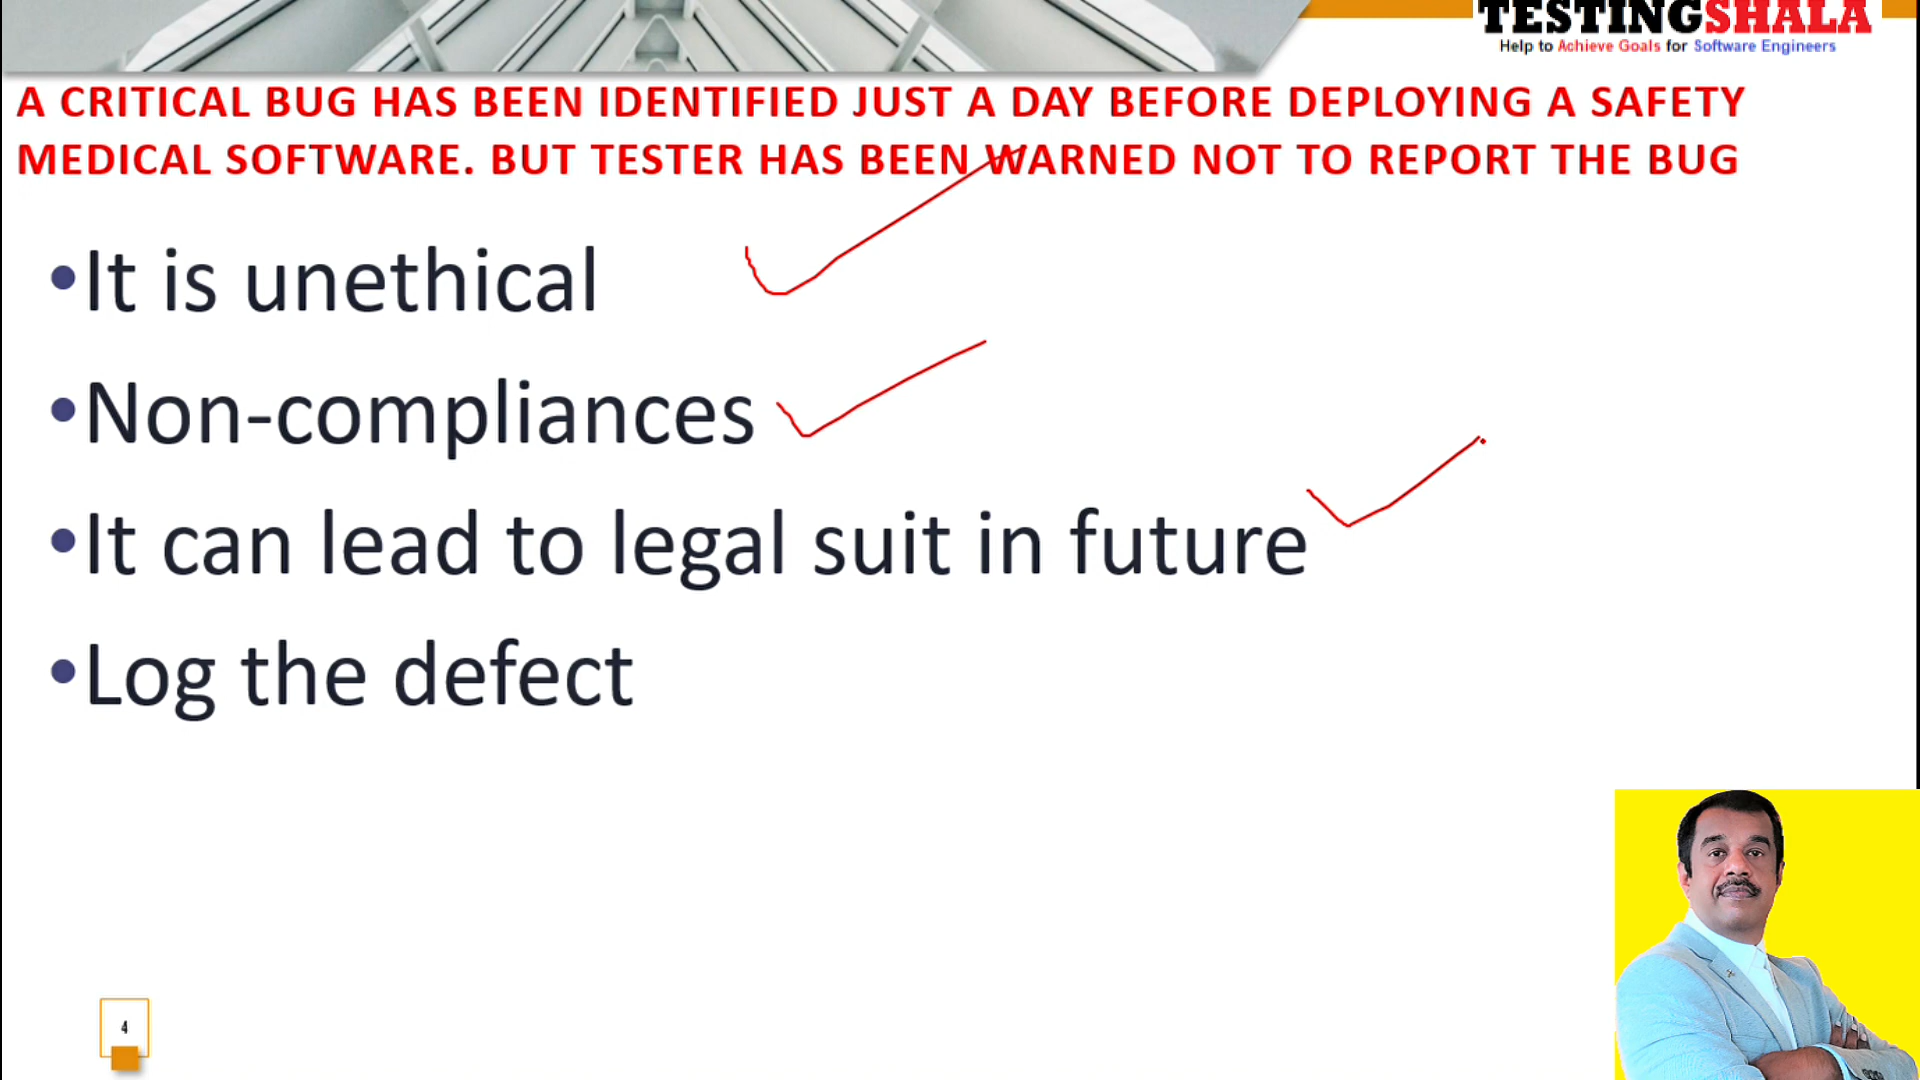 TESTINGSHALA
Help to Achieve Goals for Software Engineers
A CRITICAL BUG HAS BEEN IDENTIFIED JUST A DAY BEFORE DEPLOYING A SAFETY
MEDICAL SOFTWARE. BUT TESTER HAS BEEN WARNED NOT TO REPORT THE BUG
•It is unethical
•Non-compliances
•It can lead to legal suit in future
•Log the defect
4